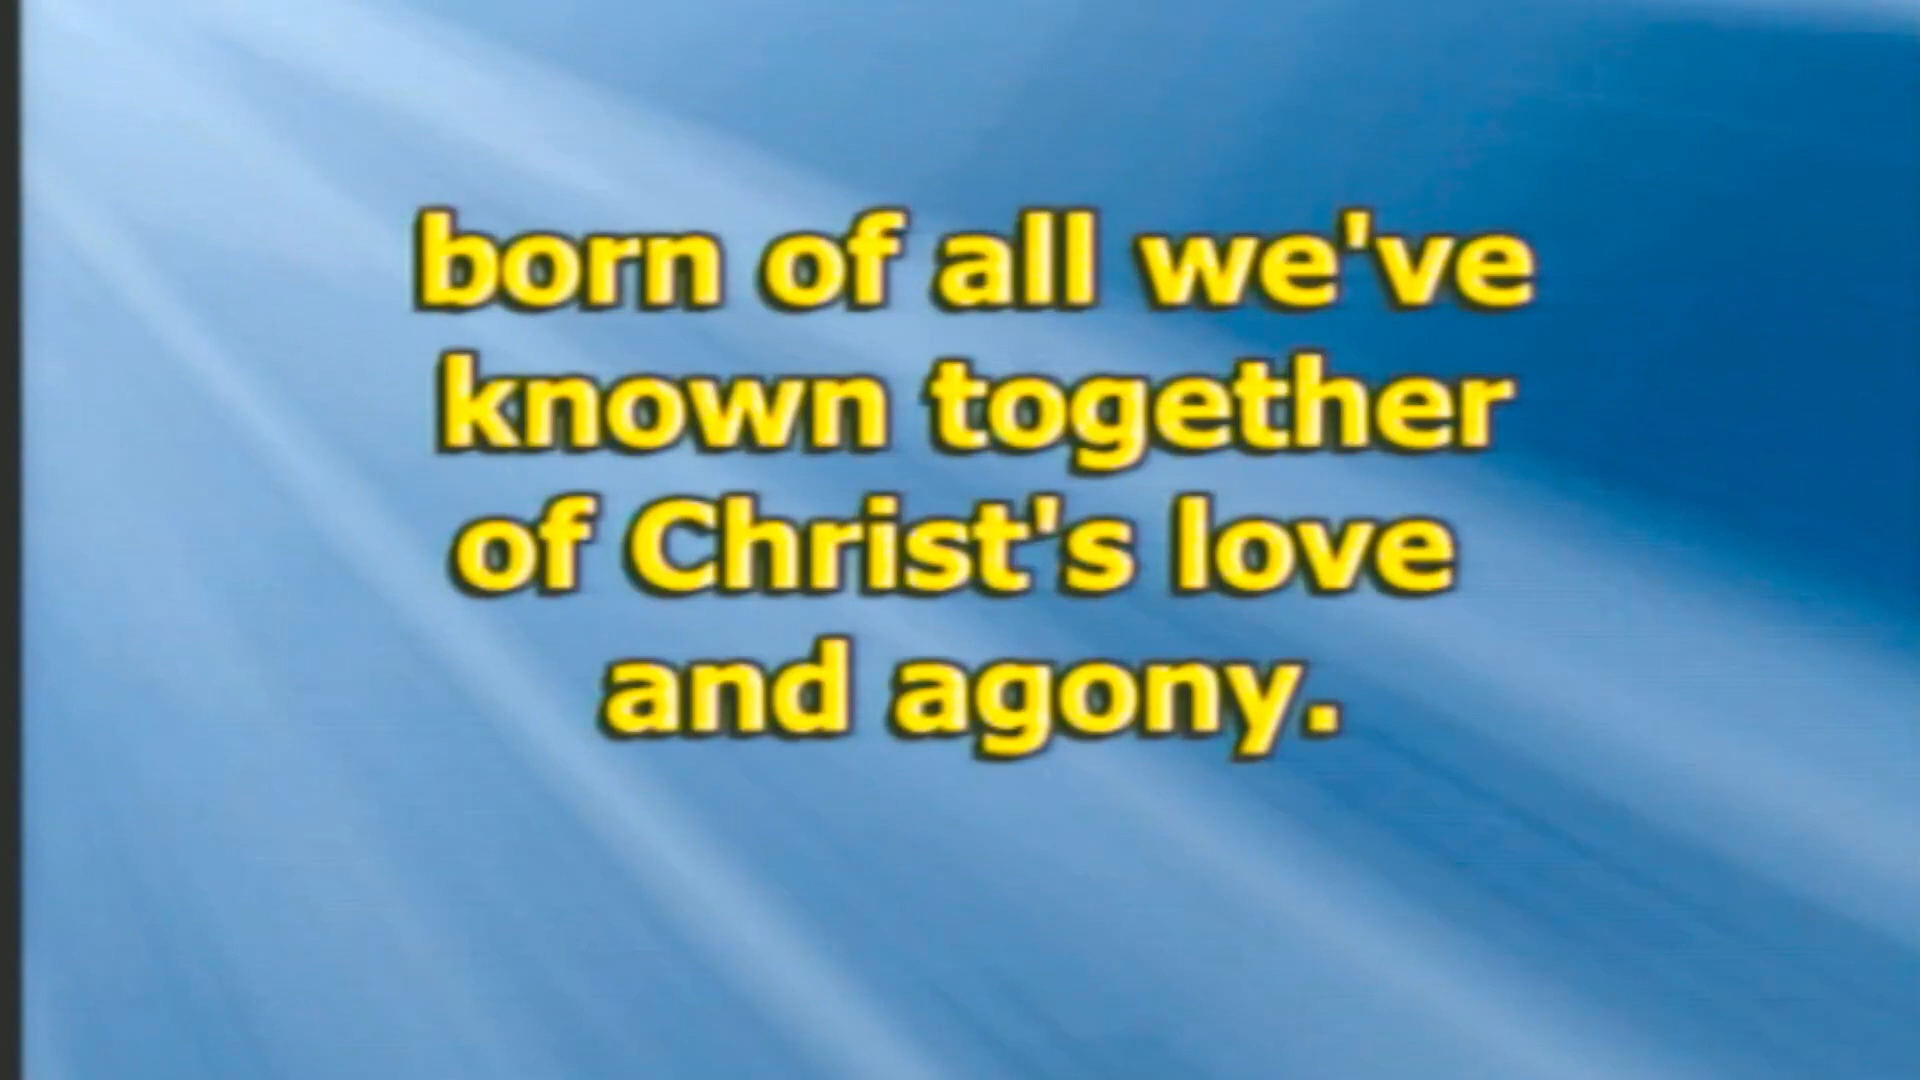 born of all we've
known together
of Christ's love
and agony.